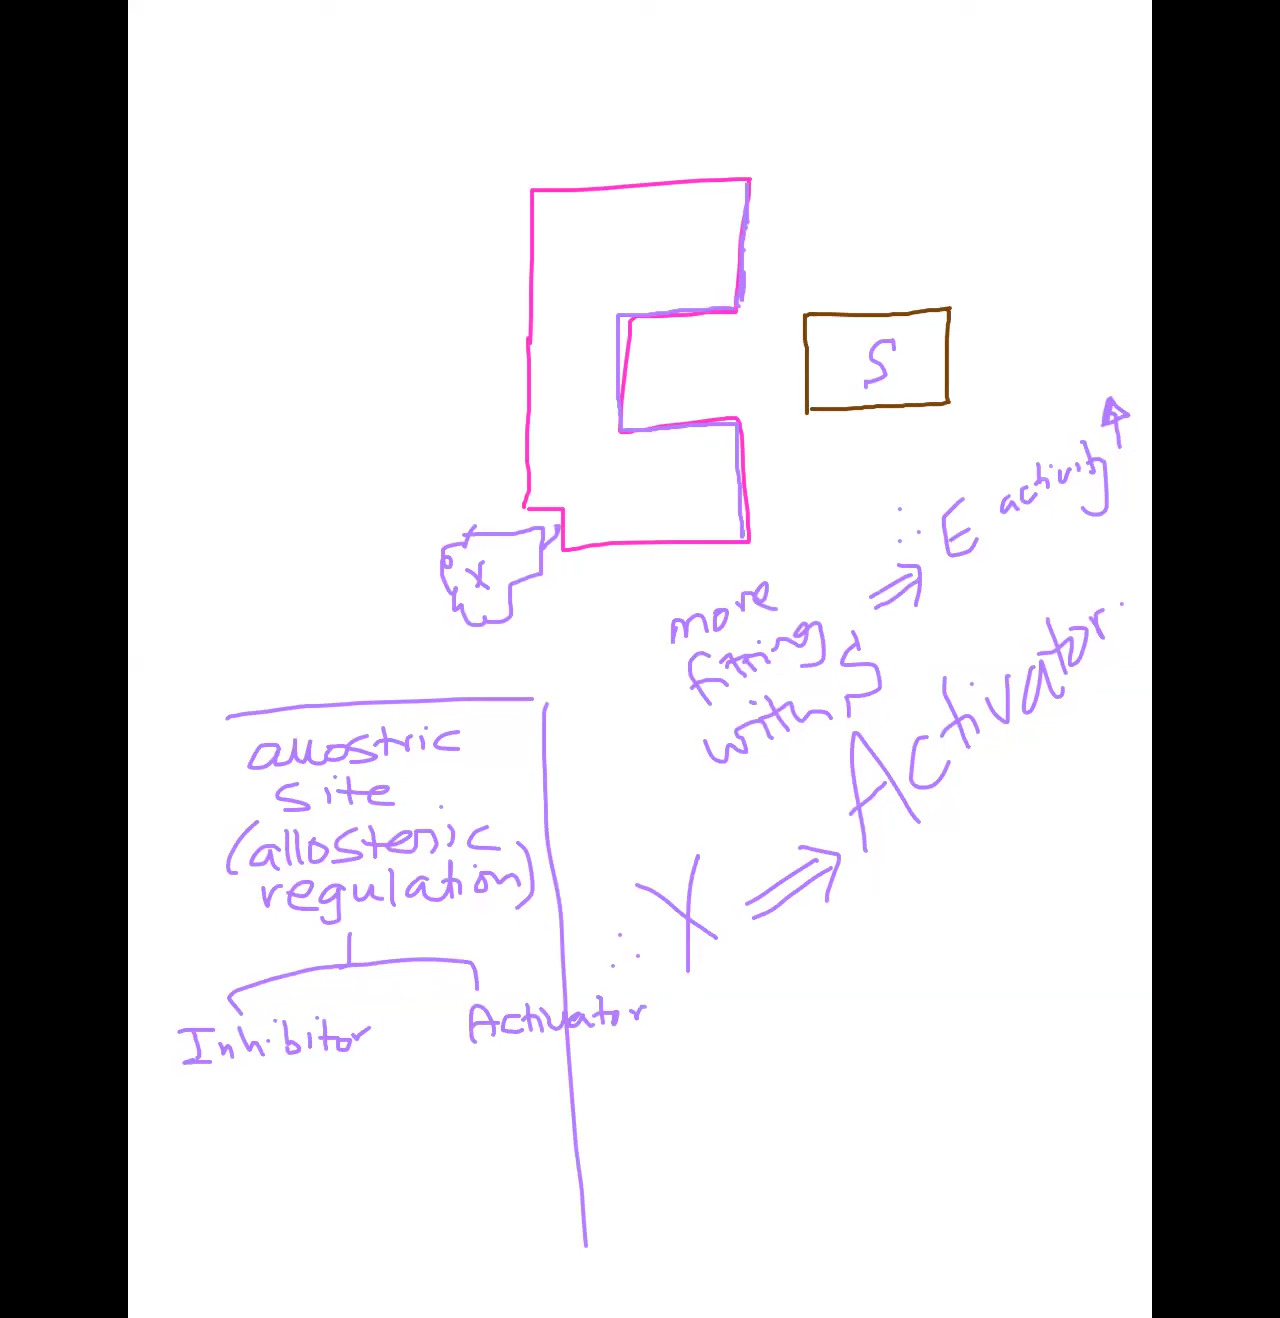 S
X
∴ E activity ↑
more
fitting ⇒
with S
allostric
site
(allosteric
regulation)
Inhibitor Activator
∴ X ⇒ Activator.